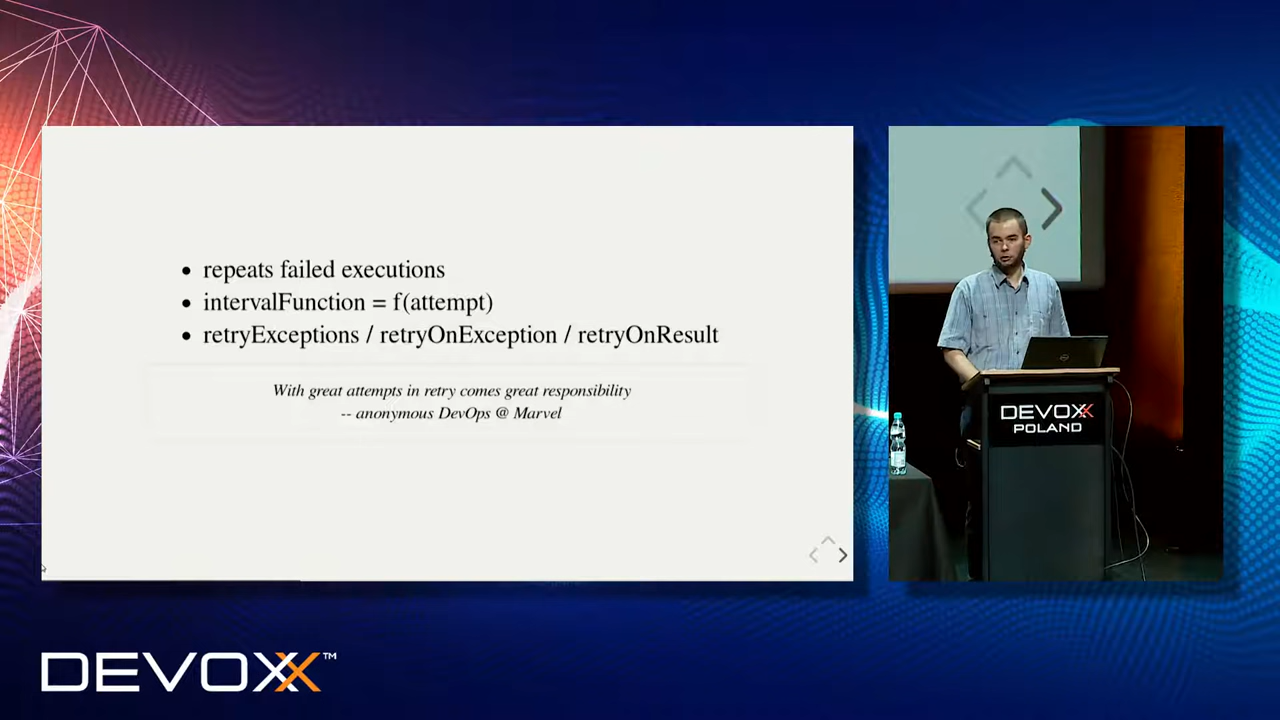 repeats failed executions
intervalFunction = f(attempt)
retryExceptions / retryOnException / retryOnResult
With great attempts in retry comes great responsibility
-- anonymous DevOps @ Marvel
DEVOXX
POLAND
DEVOXX™